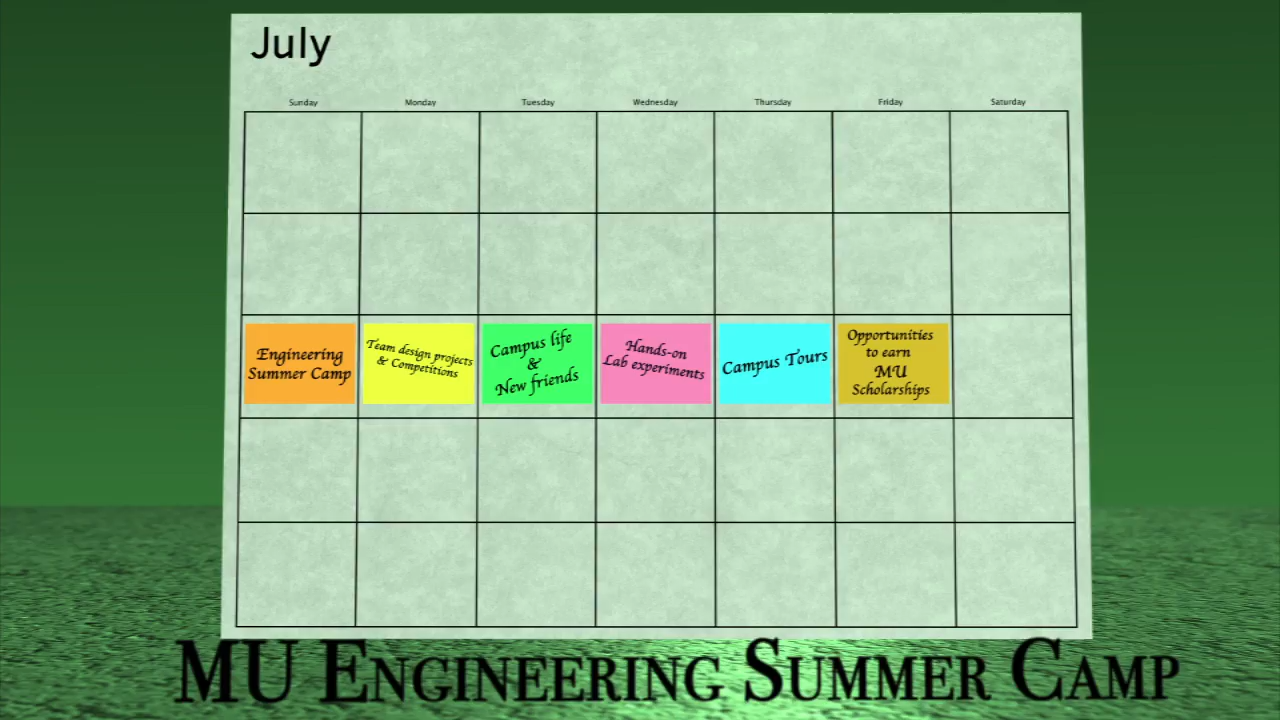 July
Sunday Monday Tuesday Wednesday Thursday Friday Saturday
Engineering
Summer Camp
Team design projects
& Competitions
Campus life
&
New friends
Hands-on
Lab experiments
Campus Tours
Opportunities
to earn
MU
Scholarships
MU Engineering Summer Camp